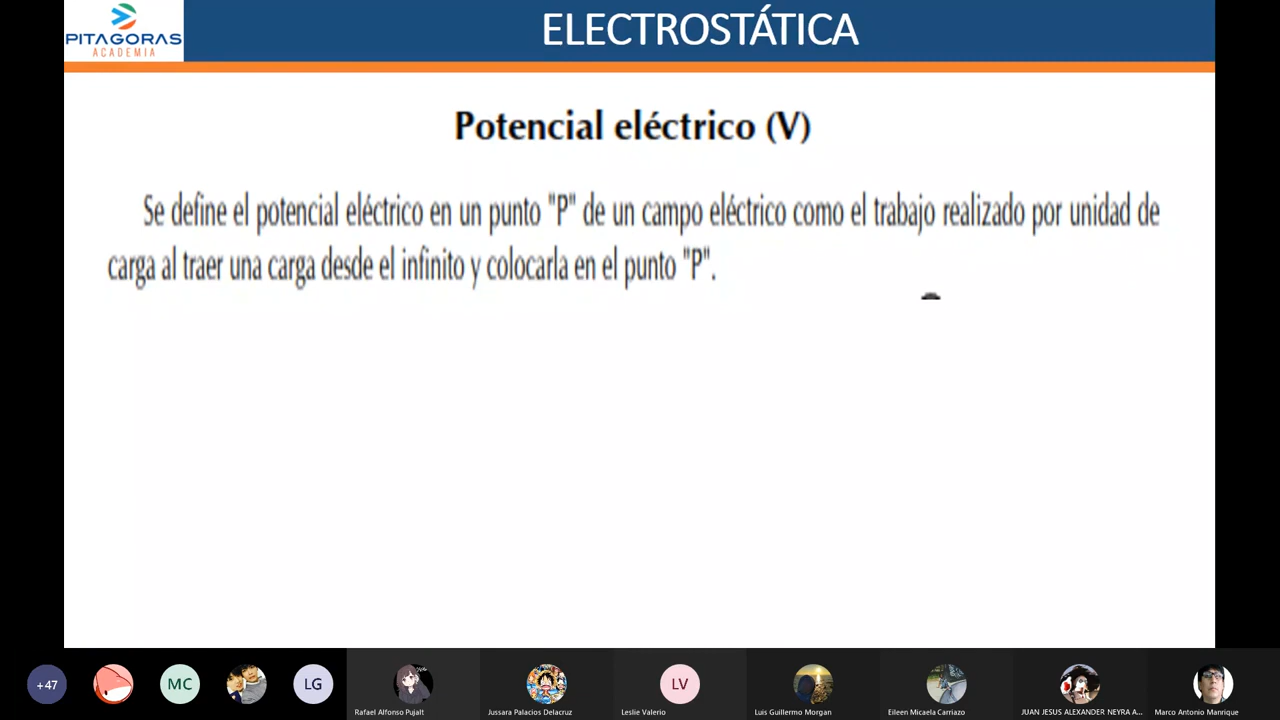 PITAGORAS
ACADEMIA
ELECTROSTÁTICA
Potencial eléctrico (V)
Se define el potencial eléctrico en un punto "P" de un campo eléctrico como el trabajo realizado por unidad de
carga al traer una carga desde el infinito y colocarla en el punto "P".
+47
MC
LG
LV
Rafael Alfonso Pujalt
Jussara Palacios Delacruz
Leslie Valerio
Luis Guillermo Morgan
Eileen Micaela Carriazo
JUAN JESUS ALEXANDER NEYRA A...
Marco Antonio Manrique